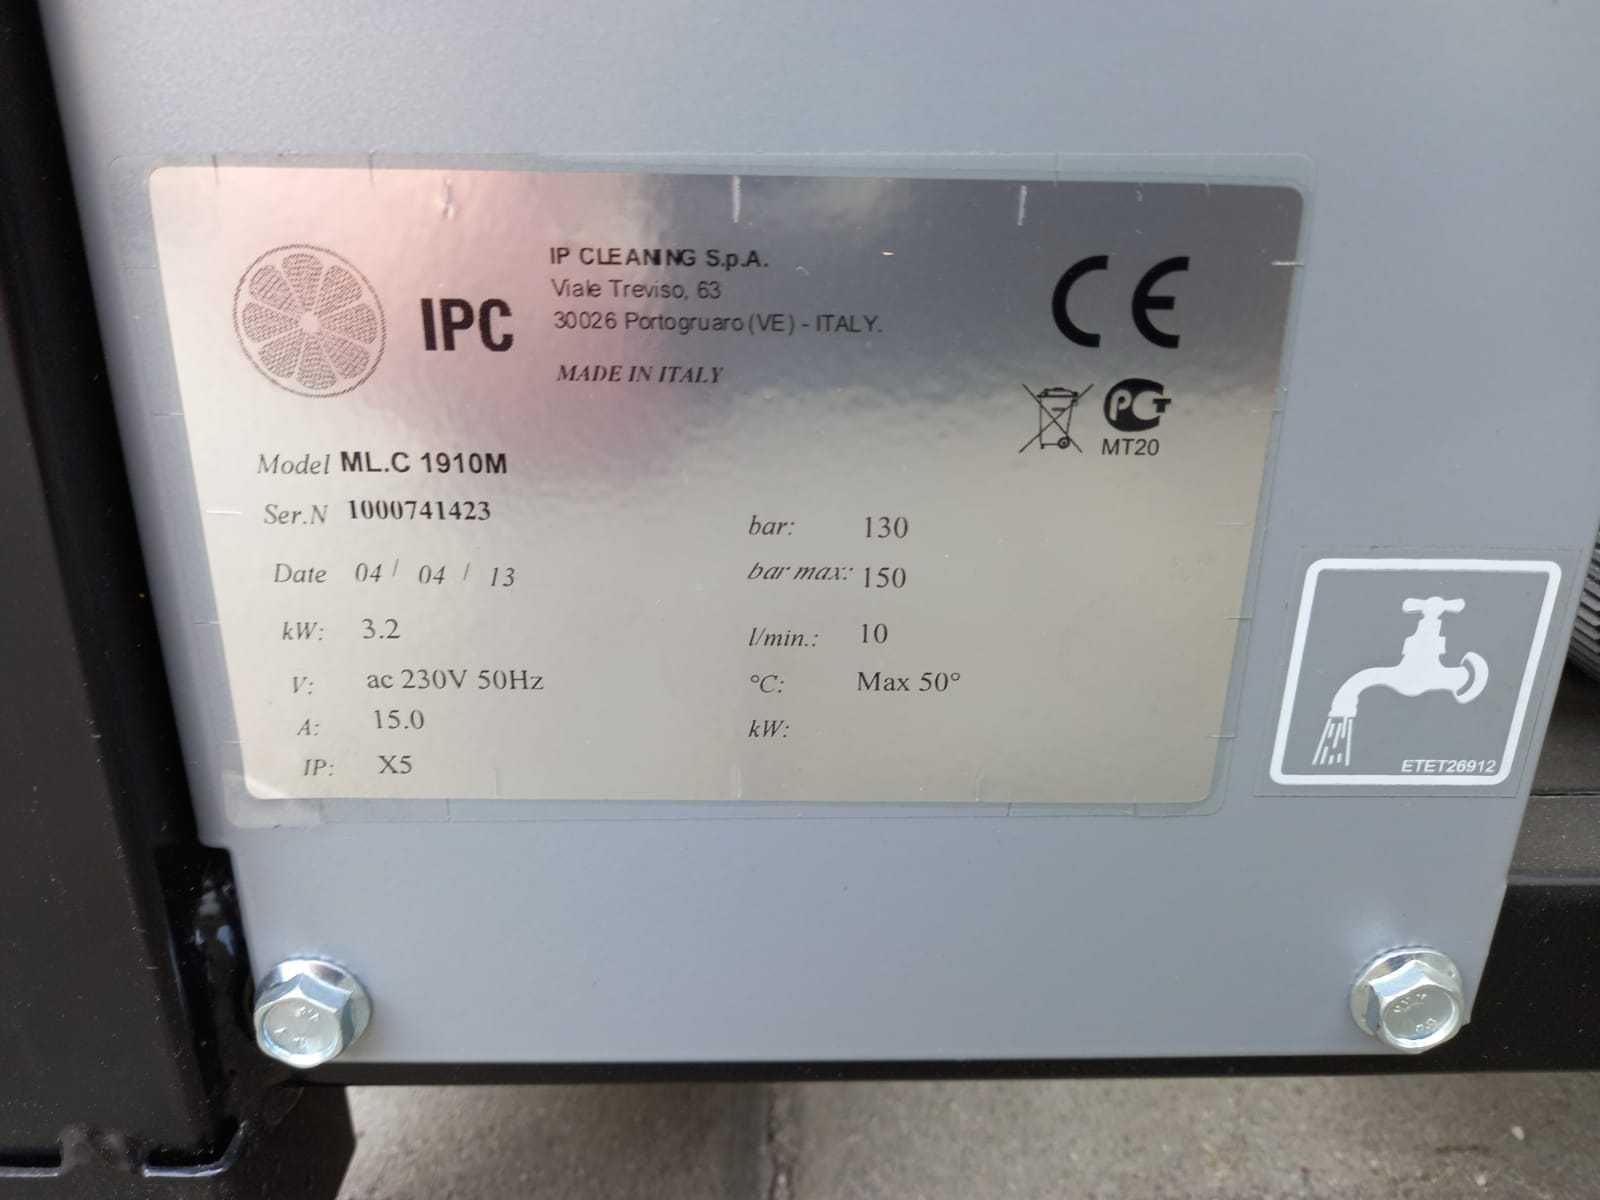 IPC
IP CLEANING S.p.A.
Viale Treviso, 63
30026 Portogruaro (VE) - ITALY.
MADE IN ITALY
CE
PCT
MT20
Model ML.C 1910M
Ser.N 1000741423
Date 04 / 04 / 13
kW: 3.2
V: ac 230V 50Hz
A: 15.0
IP: X5
bar: 130
bar max: 150
l/min.: 10
°C: Max 50°
kW:
ETET26912